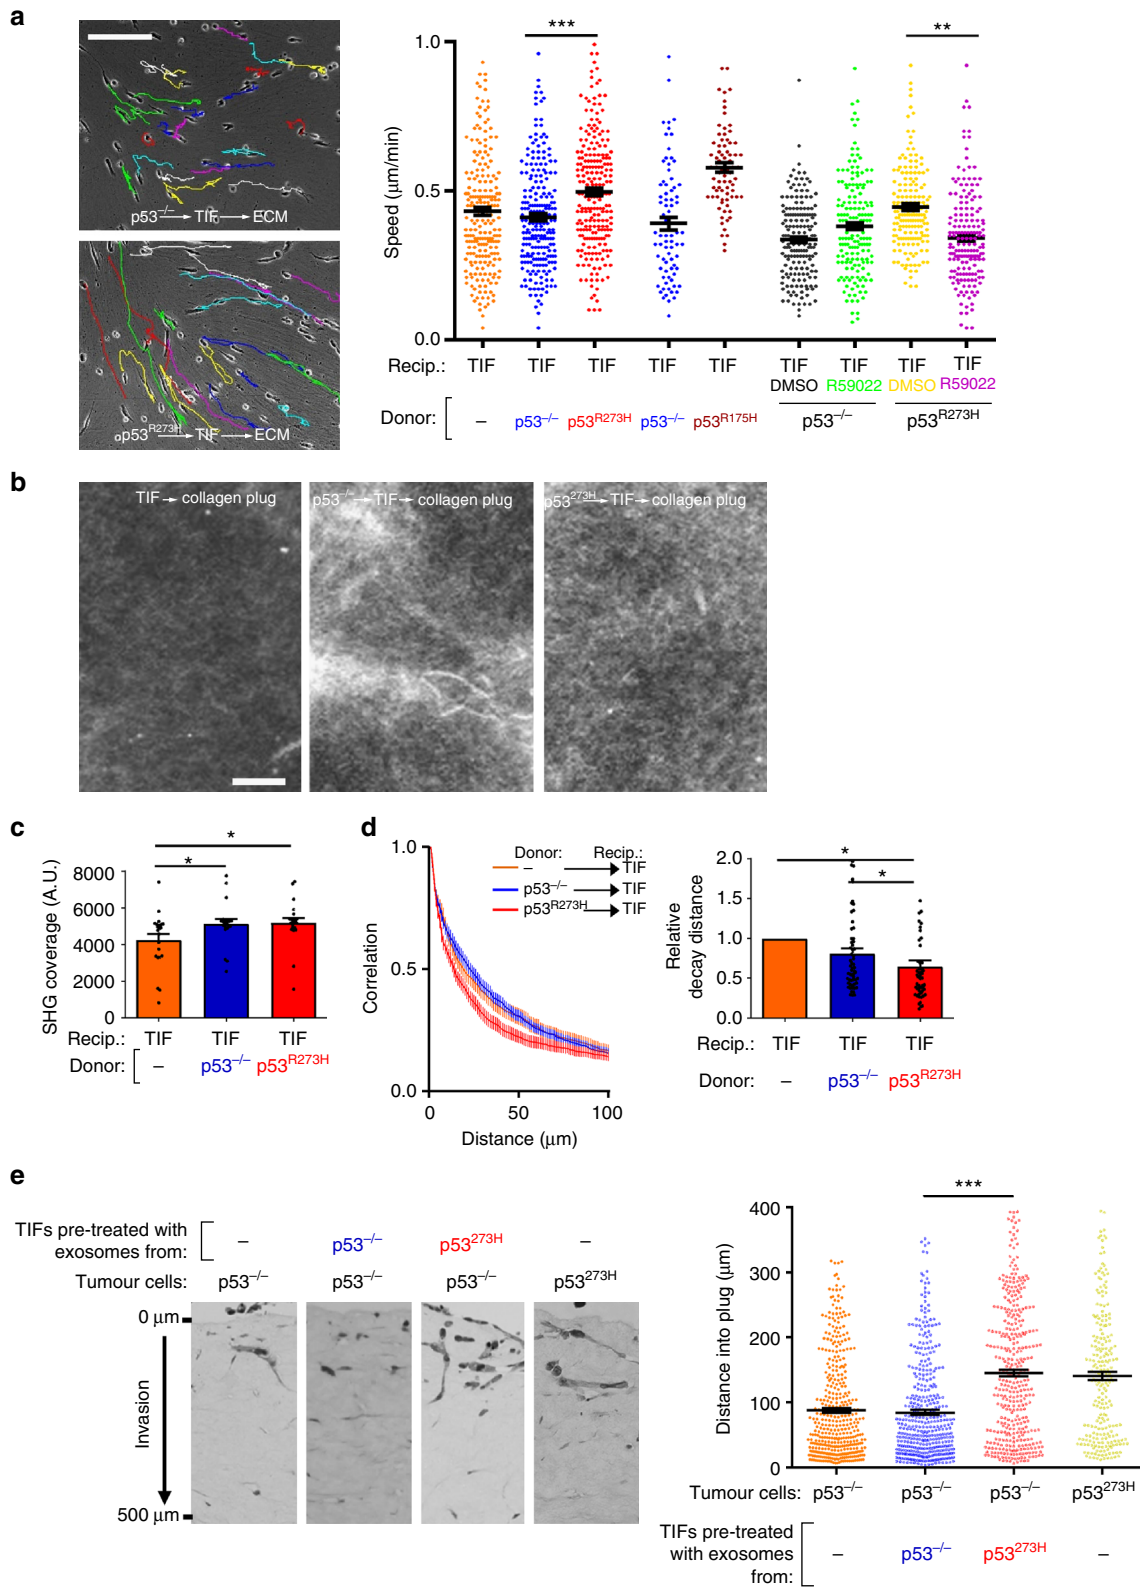 a
p53–/– TIF ECM
p53R273H TIF ECM
Speed (μm/min)
1.0
0.5
0.0
***
**
Recip.: TIF TIF TIF TIF TIF TIF TIF TIF TIF
DMSO R59022 DMSO R59022
Donor: – p53–/– p53R273H p53–/– p53R175H p53–/– p53R273H
b
TIF collagen plug
p53–/– TIF collagen plug
p53273H TIF collagen plug
c
SHG coverage (A.U.)
8000
6000
4000
2000
0
*
*
Recip.: TIF TIF TIF
Donor: – p53–/– p53R273H
d
Correlation
1.0
0.5
0.0
0 50 100
Distance (μm)
Donor: Recip.:
– TIF
p53–/– TIF
p53R273H TIF
Relative
decay distance
2.0
1.0
0.5
0.0
*
*
Recip.: TIF TIF TIF
Donor: – p53–/– p53R273H
e
TIFs pre-treated with
exosomes from: – p53–/– p53273H –
Tumour cells: p53–/– p53–/– p53–/– p53273H
0 μm
Invasion
500 μm
Distance into plug (μm)
400
300
200
100
0
***
Tumour cells: p53–/– p53–/– p53–/– p53273H
TIFs pre-treated
with exosomes
from: – p53–/– p53273H –